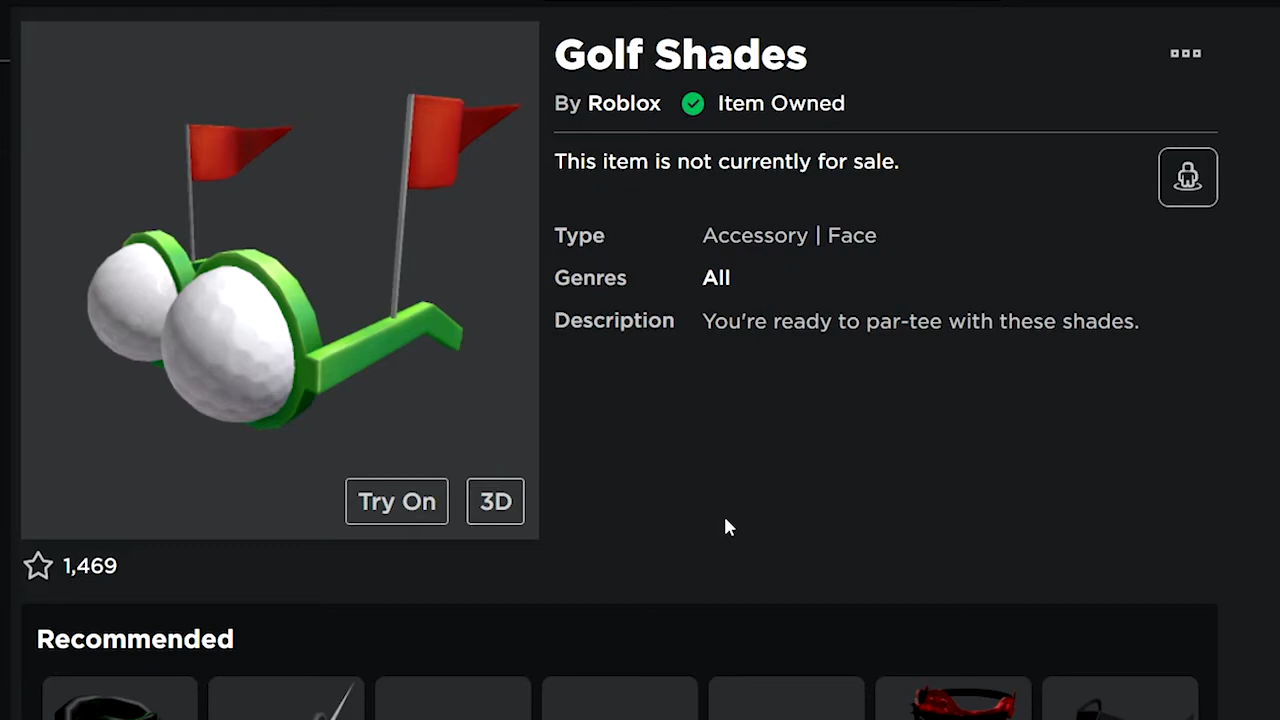 Golf Shades
By Roblox Item Owned
This item is not currently for sale.
Type Accessory | Face
Genres All
Description You're ready to par-tee with these shades.
Try On 3D
1,469
Recommended